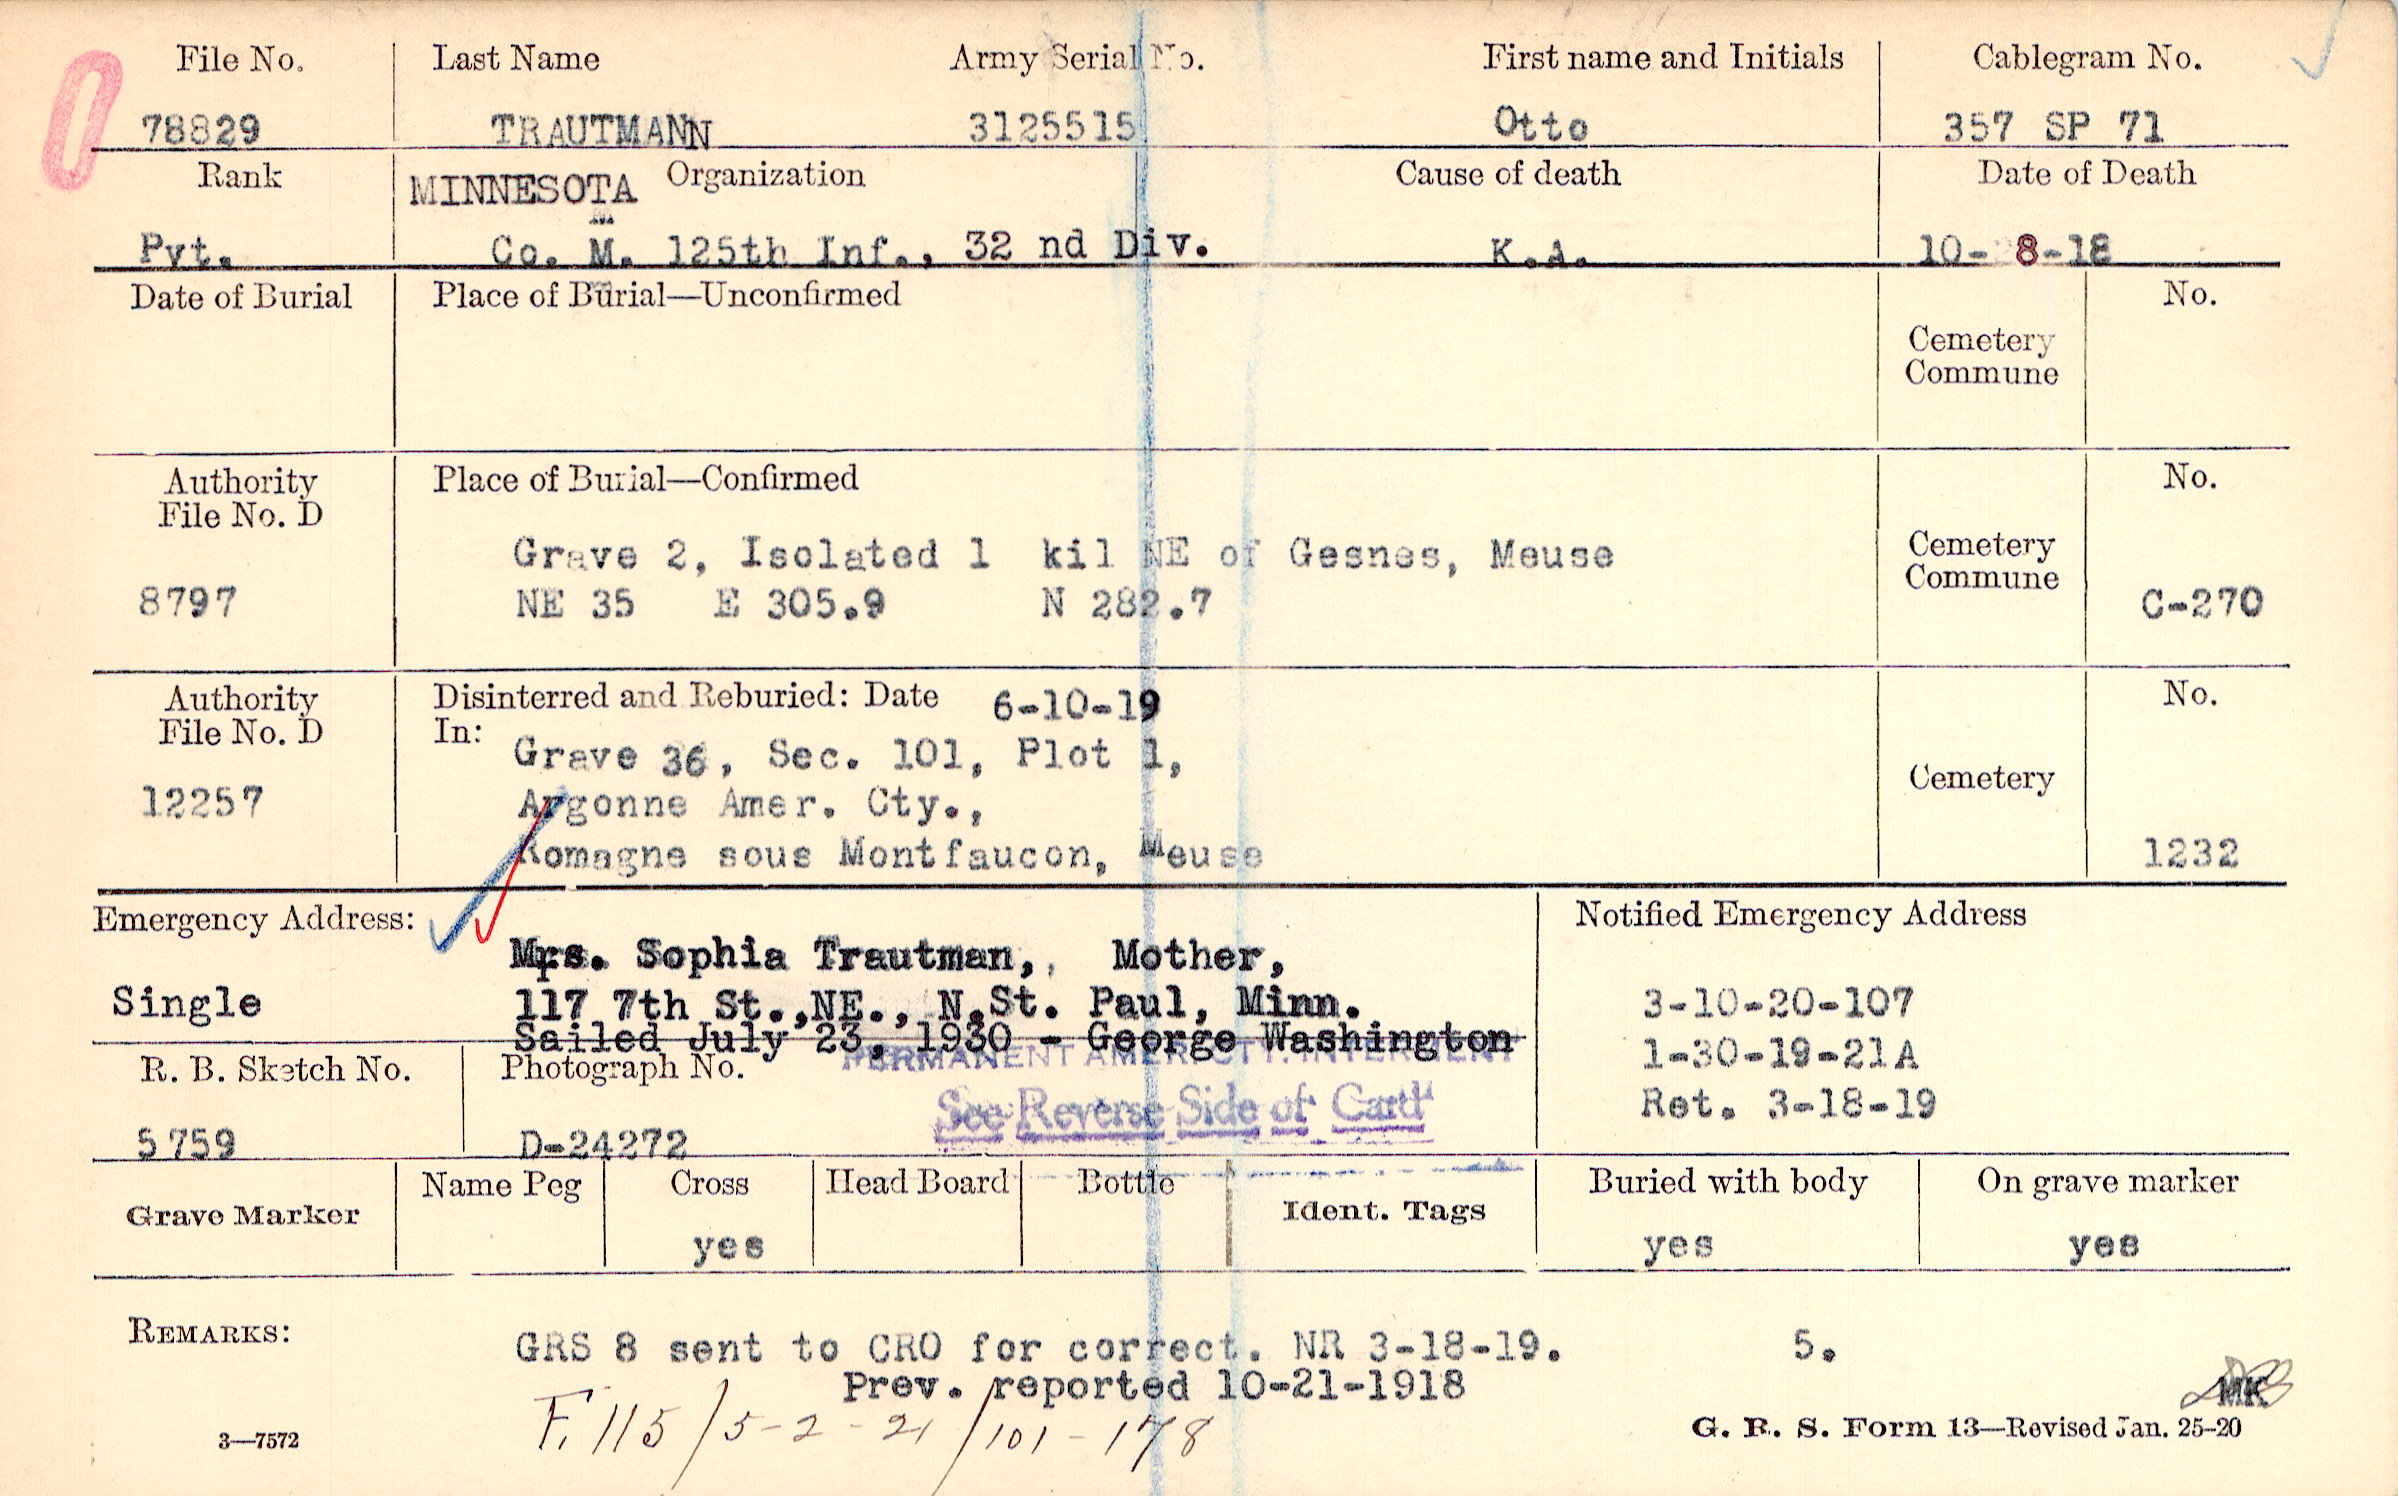 File No. Last Name Army Serial No. First name and Initials Cablegram No.
78829 TRAUTMANN 3125515 Otto 357 SP 71
Rank MINNESOTA Organization Cause of death Date of Death
Pvt. Co. M. 125th Inf., 32 nd Div. K.A. 10- 8-18
Date of Burial Place of Burial—Unconfirmed No.
Cemetery
Commune
Authority Place of Burial—Confirmed No.
File No. D
Grave 2, Isolated 1 kil NE of Gesnes, Meuse Cemetery
Commune
8797 NE 35 E 305.9 N 282.7 C-270
Authority Disinterred and Reburied: Date 6-10-19 No.
File No. D In:
Grave 36, Sec. 101, Plot 1,
Cemetery
12257 Argonne Amer. Cty.,
Romagne sous Montfaucon, Meuse 1232
Emergency Address: Notified Emergency Address
Mrs. Sophia Trautman, Mother,
Single 117 7th St.,NE., N.St. Paul, Minn. 3-10-20-107
Sailed July 23, 1930 - George Washington
PERMANENT AMER. CTY. INTERMENT 1-30-19-21A
R. B. Sketch No. Photograph No.
See Reverse Side of Card Ret. 3-18-19
5759 D-24272
Grave Marker Name Peg Cross Head Board Bottle Ident. Tags Buried with body On grave marker
yes yes yes
REMARKS: GRS 8 sent to CRO for correct. NR 3-18-19. 5.
Prev. reported 10-21-1918
MK
F. 115/5-2-21/101-178
3—7572 G. R. S. Form 13—Revised Jan. 25-20